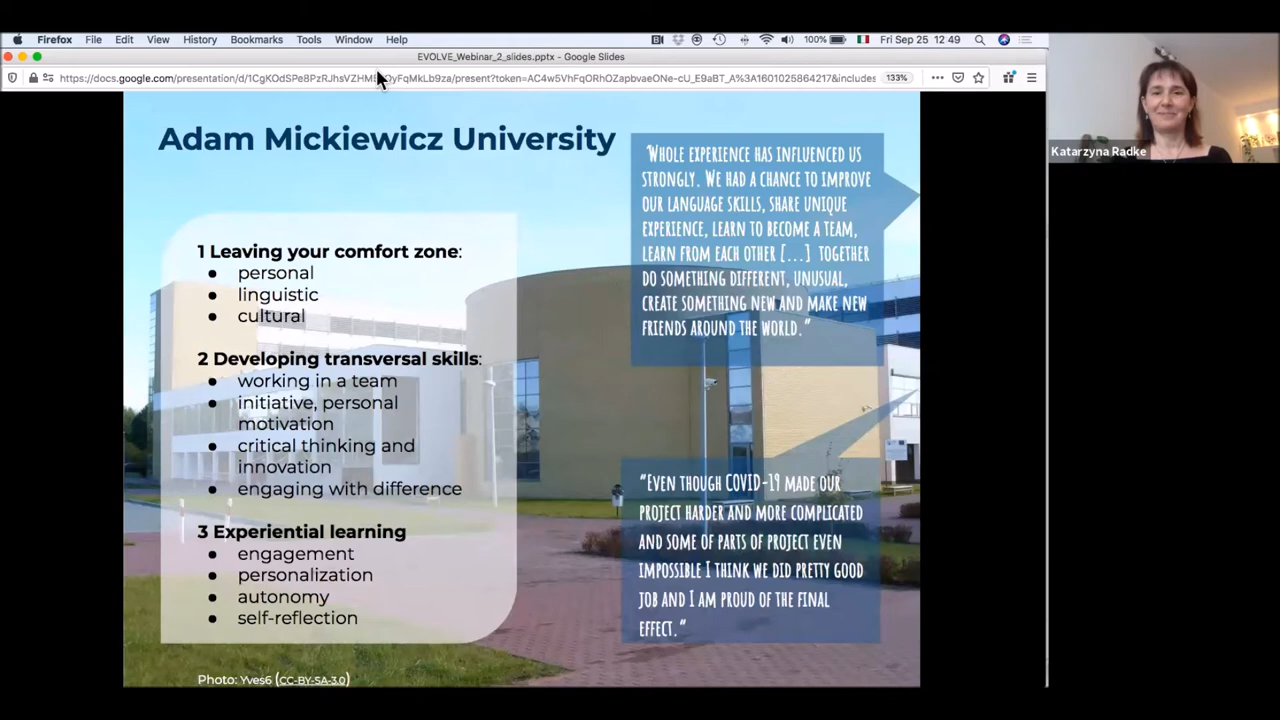 Firefox File Edit View History Bookmarks Tools Window Help 100% Fri Sep 25 12 49
EVOLVE_Webinar_2_slides.pptx - Google Slides
133%
Adam Mickiewicz University
1 Leaving your comfort zone:
● personal
● linguistic
● cultural
2 Developing transversal skills:
● working in a team
● initiative, personal
motivation
● critical thinking and
innovation
● engaging with difference
3 Experiential learning
● engagement
● personalization
● autonomy
● self-reflection
Photo: Yves6 (CC-BY-SA-3.0)
"WHOLE EXPERIENCE HAS INFLUENCED US
STRONGLY. WE HAD A CHANCE TO IMPROVE
OUR LANGUAGE SKILLS, SHARE UNIQUE
EXPERIENCE, LEARN TO BECOME A TEAM,
LEARN FROM EACH OTHER [...] TOGETHER
DO SOMETHING DIFFERENT, UNUSUAL,
CREATE SOMETHING NEW AND MAKE NEW
FRIENDS AROUND THE WORLD."
"EVEN THOUGH COVID-19 MADE OUR
PROJECT HARDER AND MORE COMPLICATED
AND SOME OF PARTS OF PROJECT EVEN
IMPOSSIBLE I THINK WE DID PRETTY GOOD
JOB AND I AM PROUD OF THE FINAL
EFFECT."
Katarzyna Radke